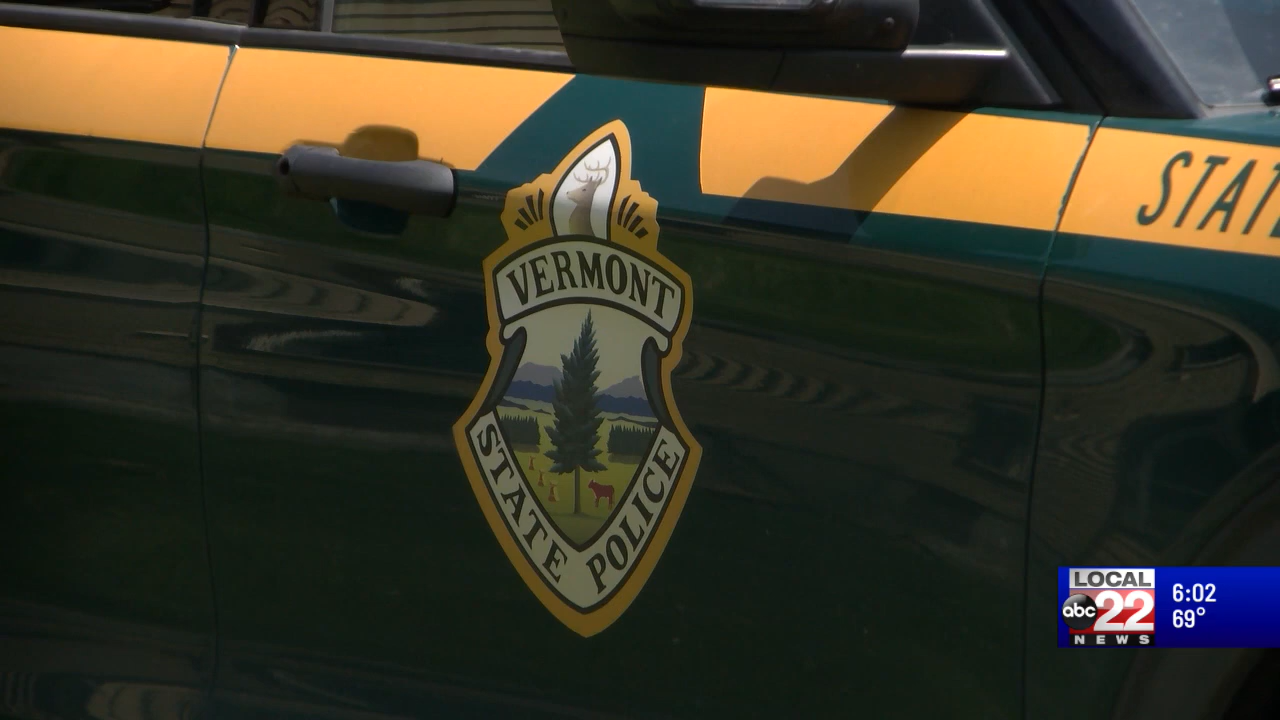 STAT
VERMONT
STATE POLICE
LOCAL
abc 22
NEWS
6:02
69°